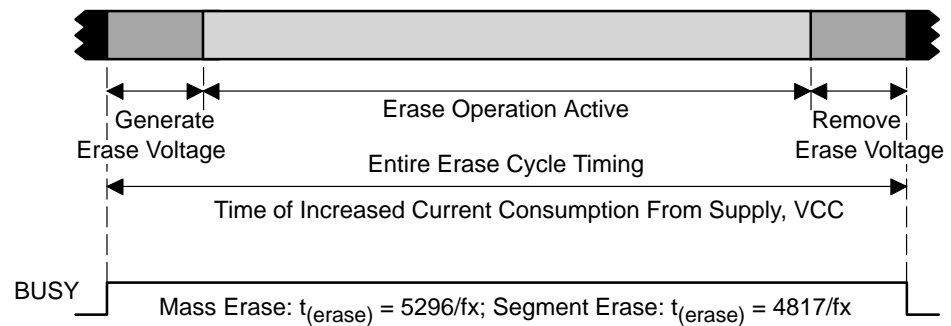 Erase Operation Active
Generate
Erase Voltage
Remove
Erase Voltage
Entire Erase Cycle Timing
Time of Increased Current Consumption From Supply, VCC
BUSY
Mass Erase: t(erase) = 5296/fx; Segment Erase: t(erase) = 4817/fx